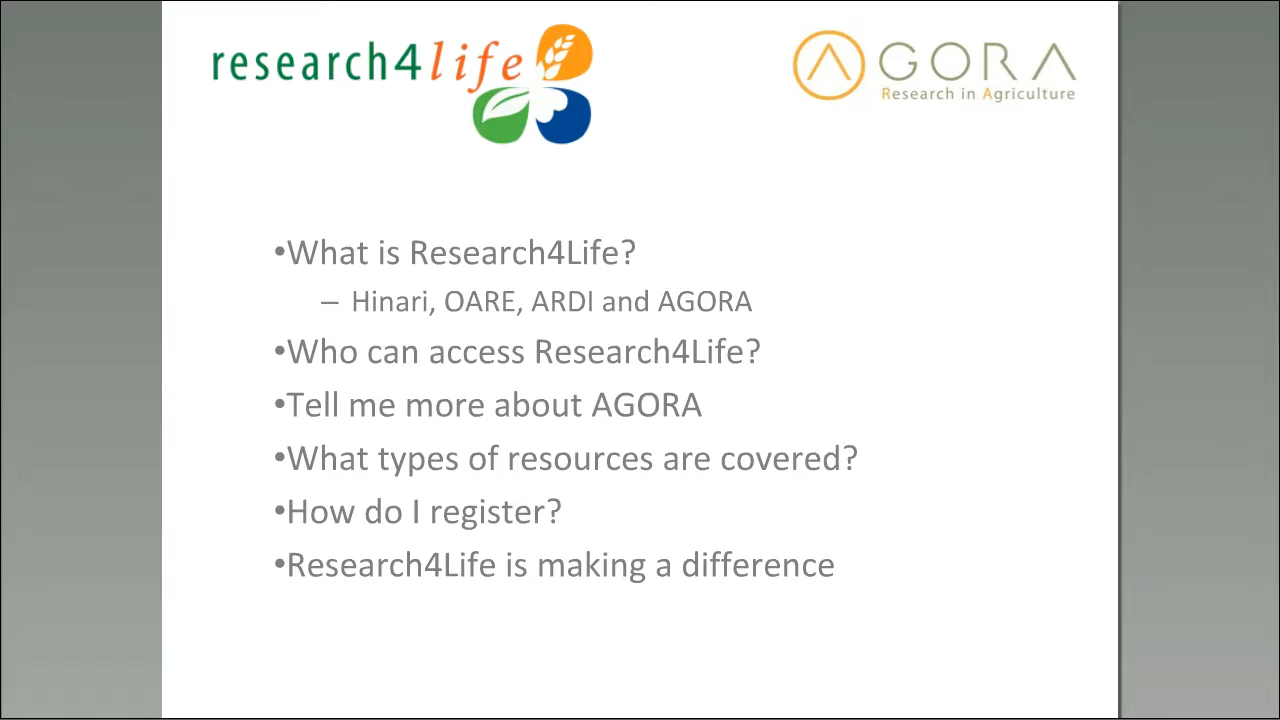 research4life
AGORA
Research in Agriculture
•What is Research4Life?
– Hinari, OARE, ARDI and AGORA
•Who can access Research4Life?
•Tell me more about AGORA
•What types of resources are covered?
•How do I register?
•Research4Life is making a difference